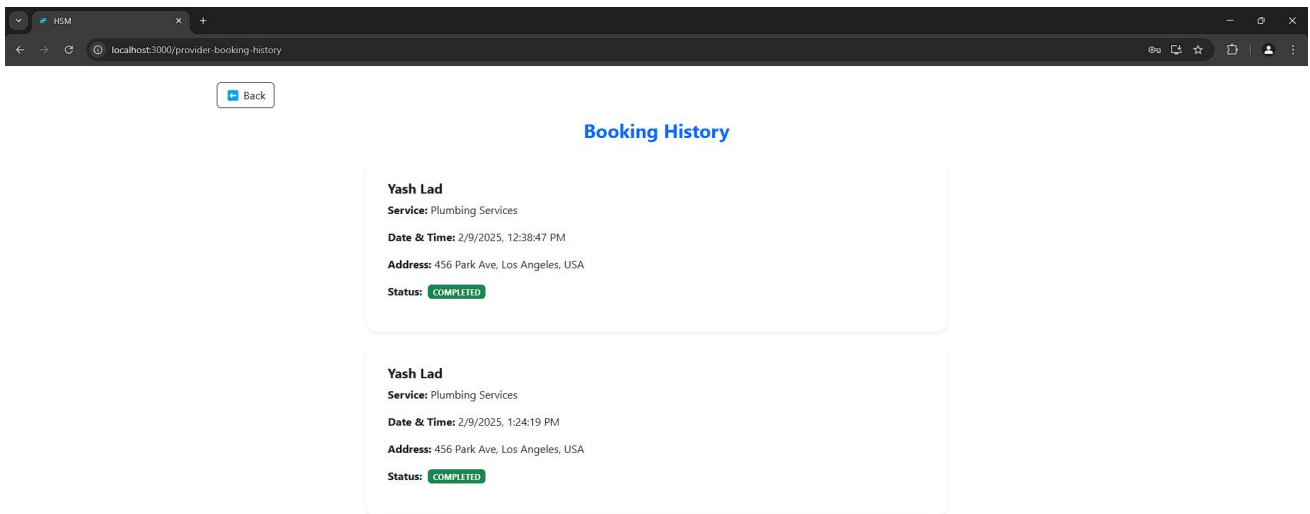 HSM
localhost:3000/provider-booking-history
Back
Booking History
Yash Lad
Service: Plumbing Services
Date & Time: 2/9/2025, 12:38:47 PM
Address: 456 Park Ave, Los Angeles, USA
Status: COMPLETED
Yash Lad
Service: Plumbing Services
Date & Time: 2/9/2025, 1:24:19 PM
Address: 456 Park Ave, Los Angeles, USA
Status: COMPLETED